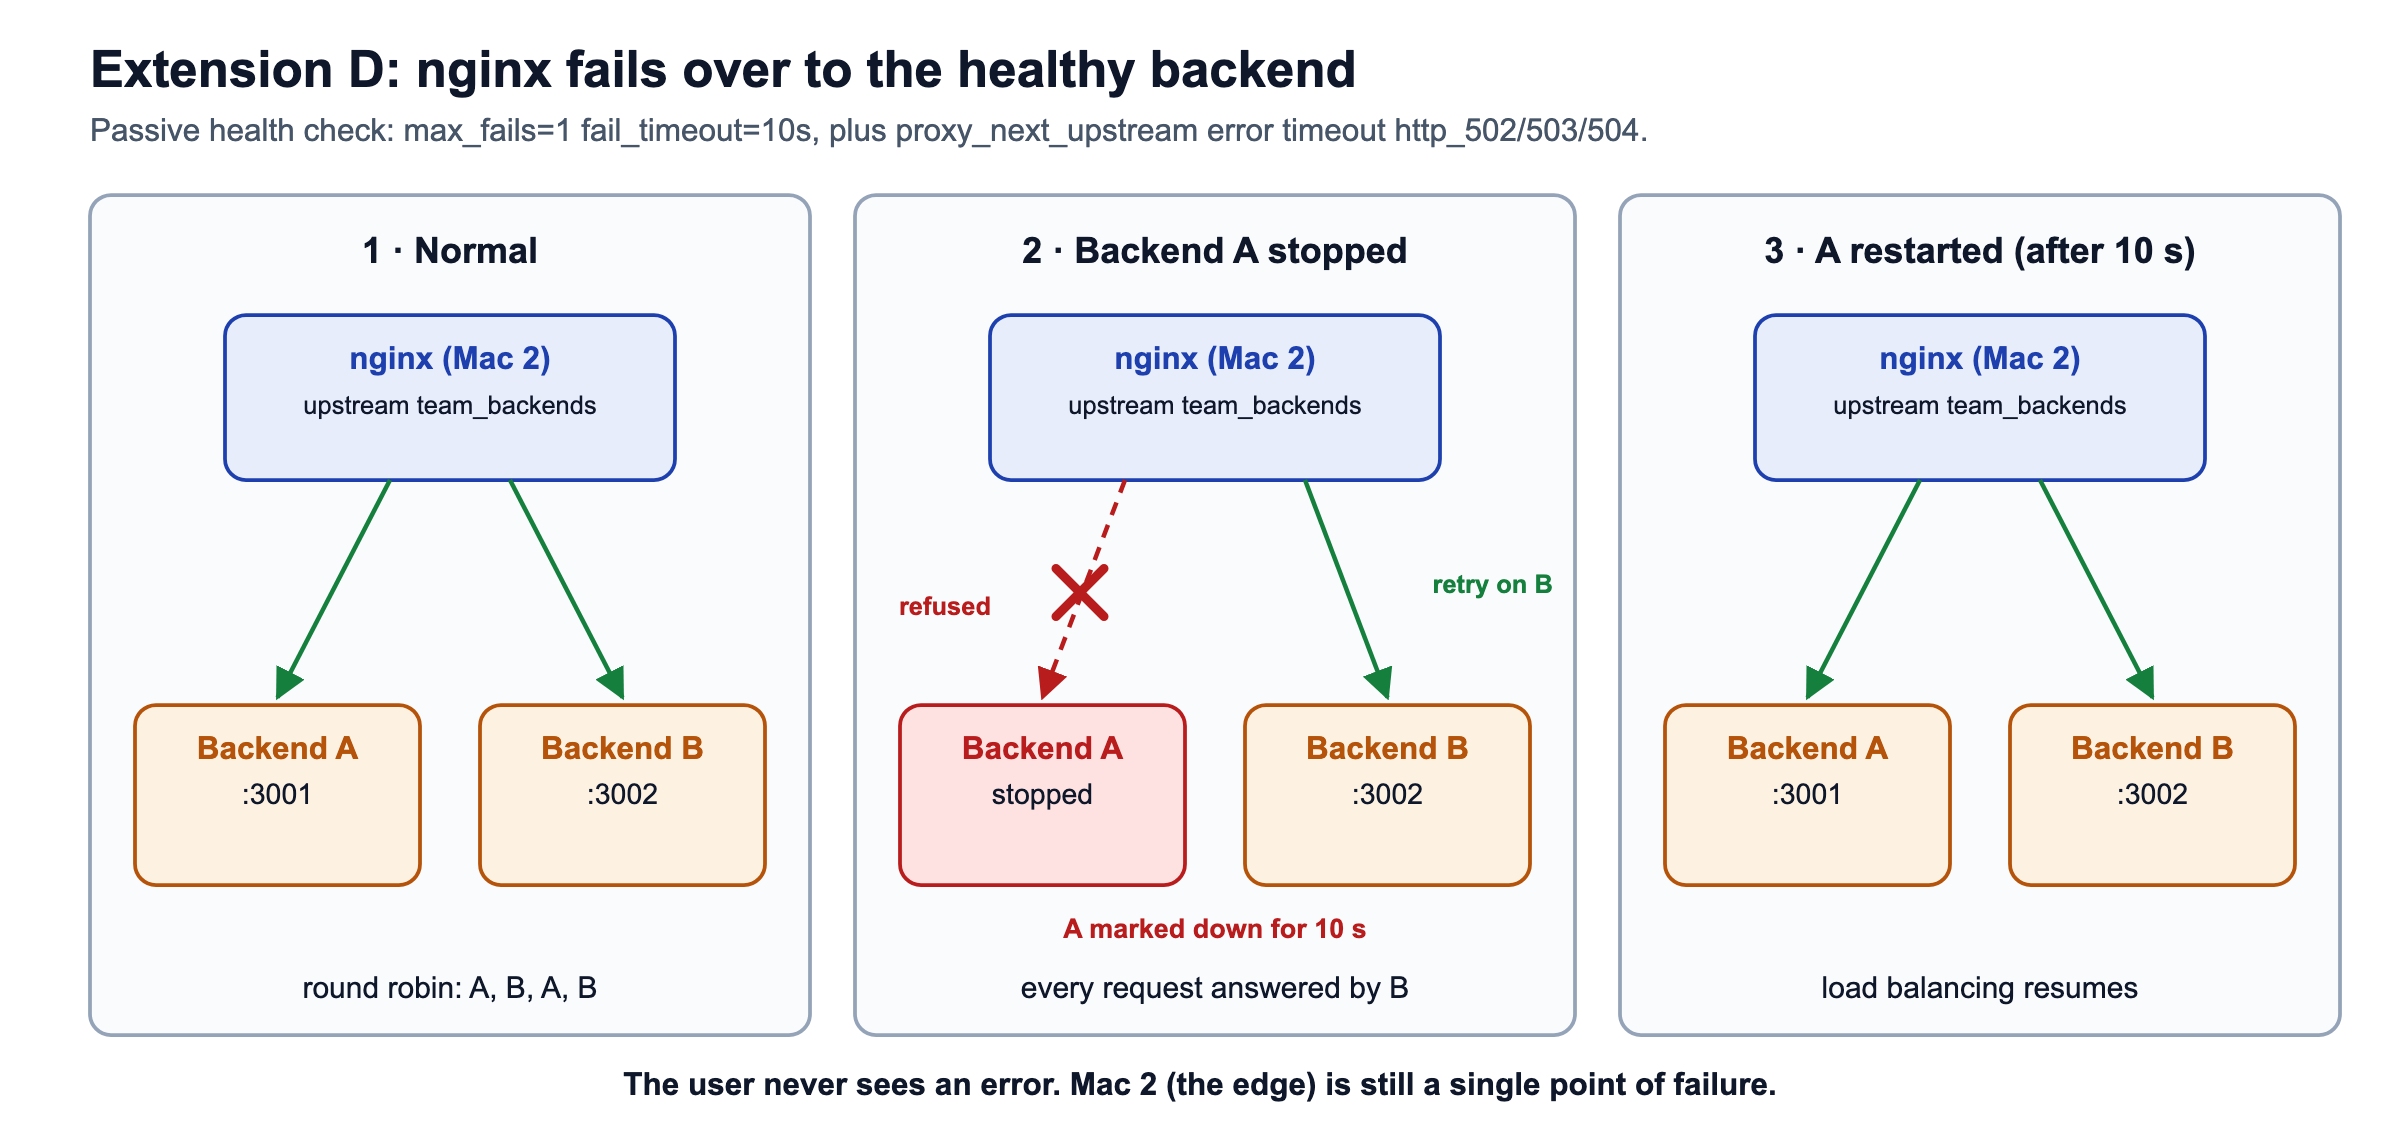 Extension D: nginx fails over to the healthy backend
Passive health check: max_fails=1 fail_timeout=10s, plus proxy_next_upstream error timeout http_502/503/504.
1 · Normal
nginx (Mac 2)
upstream team_backends
Backend A
:3001
Backend B
:3002
round robin: A, B, A, B
2 · Backend A stopped
nginx (Mac 2)
upstream team_backends
refused
retry on B
Backend A
stopped
Backend B
:3002
A marked down for 10 s
every request answered by B
3 · A restarted (after 10 s)
nginx (Mac 2)
upstream team_backends
Backend A
:3001
Backend B
:3002
load balancing resumes
The user never sees an error. Mac 2 (the edge) is still a single point of failure.